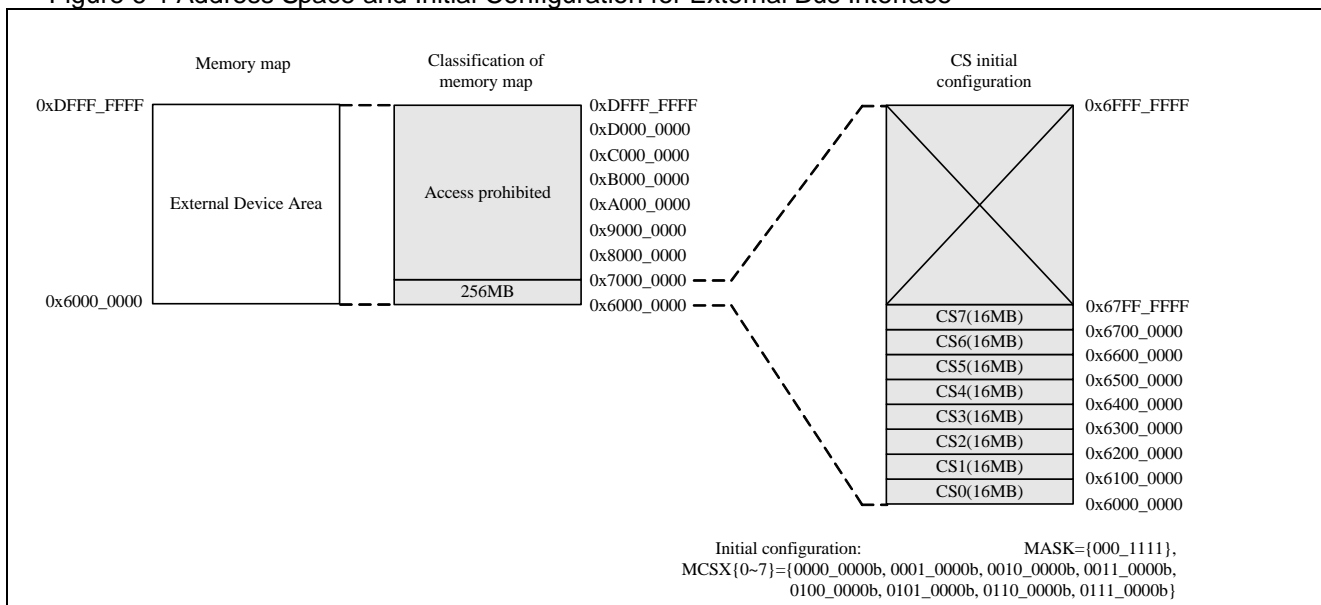 Figure 6-1 Address Space and Initial Configuration for External Bus Interface
Memory map
Classification of
memory map
CS initial
configuration
0xDFFF_FFFF
External Device Area
0x6000_0000
Access prohibited
256MB
0xDFFF_FFFF
0xD000_0000
0xC000_0000
0xB000_0000
0xA000_0000
0x9000_0000
0x8000_0000
0x7000_0000
0x6000_0000
CS7(16MB)
CS6(16MB)
CS5(16MB)
CS4(16MB)
CS3(16MB)
CS2(16MB)
CS1(16MB)
CS0(16MB)
0x6FFF_FFFF
0x67FF_FFFF
0x6700_0000
0x6600_0000
0x6500_0000
0x6400_0000
0x6300_0000
0x6200_0000
0x6100_0000
0x6000_0000
Initial configuration: MASK={000_1111},
MCSX{0~7}={0000_0000b, 0001_0000b, 0010_0000b, 0011_0000b,
0100_0000b, 0101_0000b, 0110_0000b, 0111_0000b}